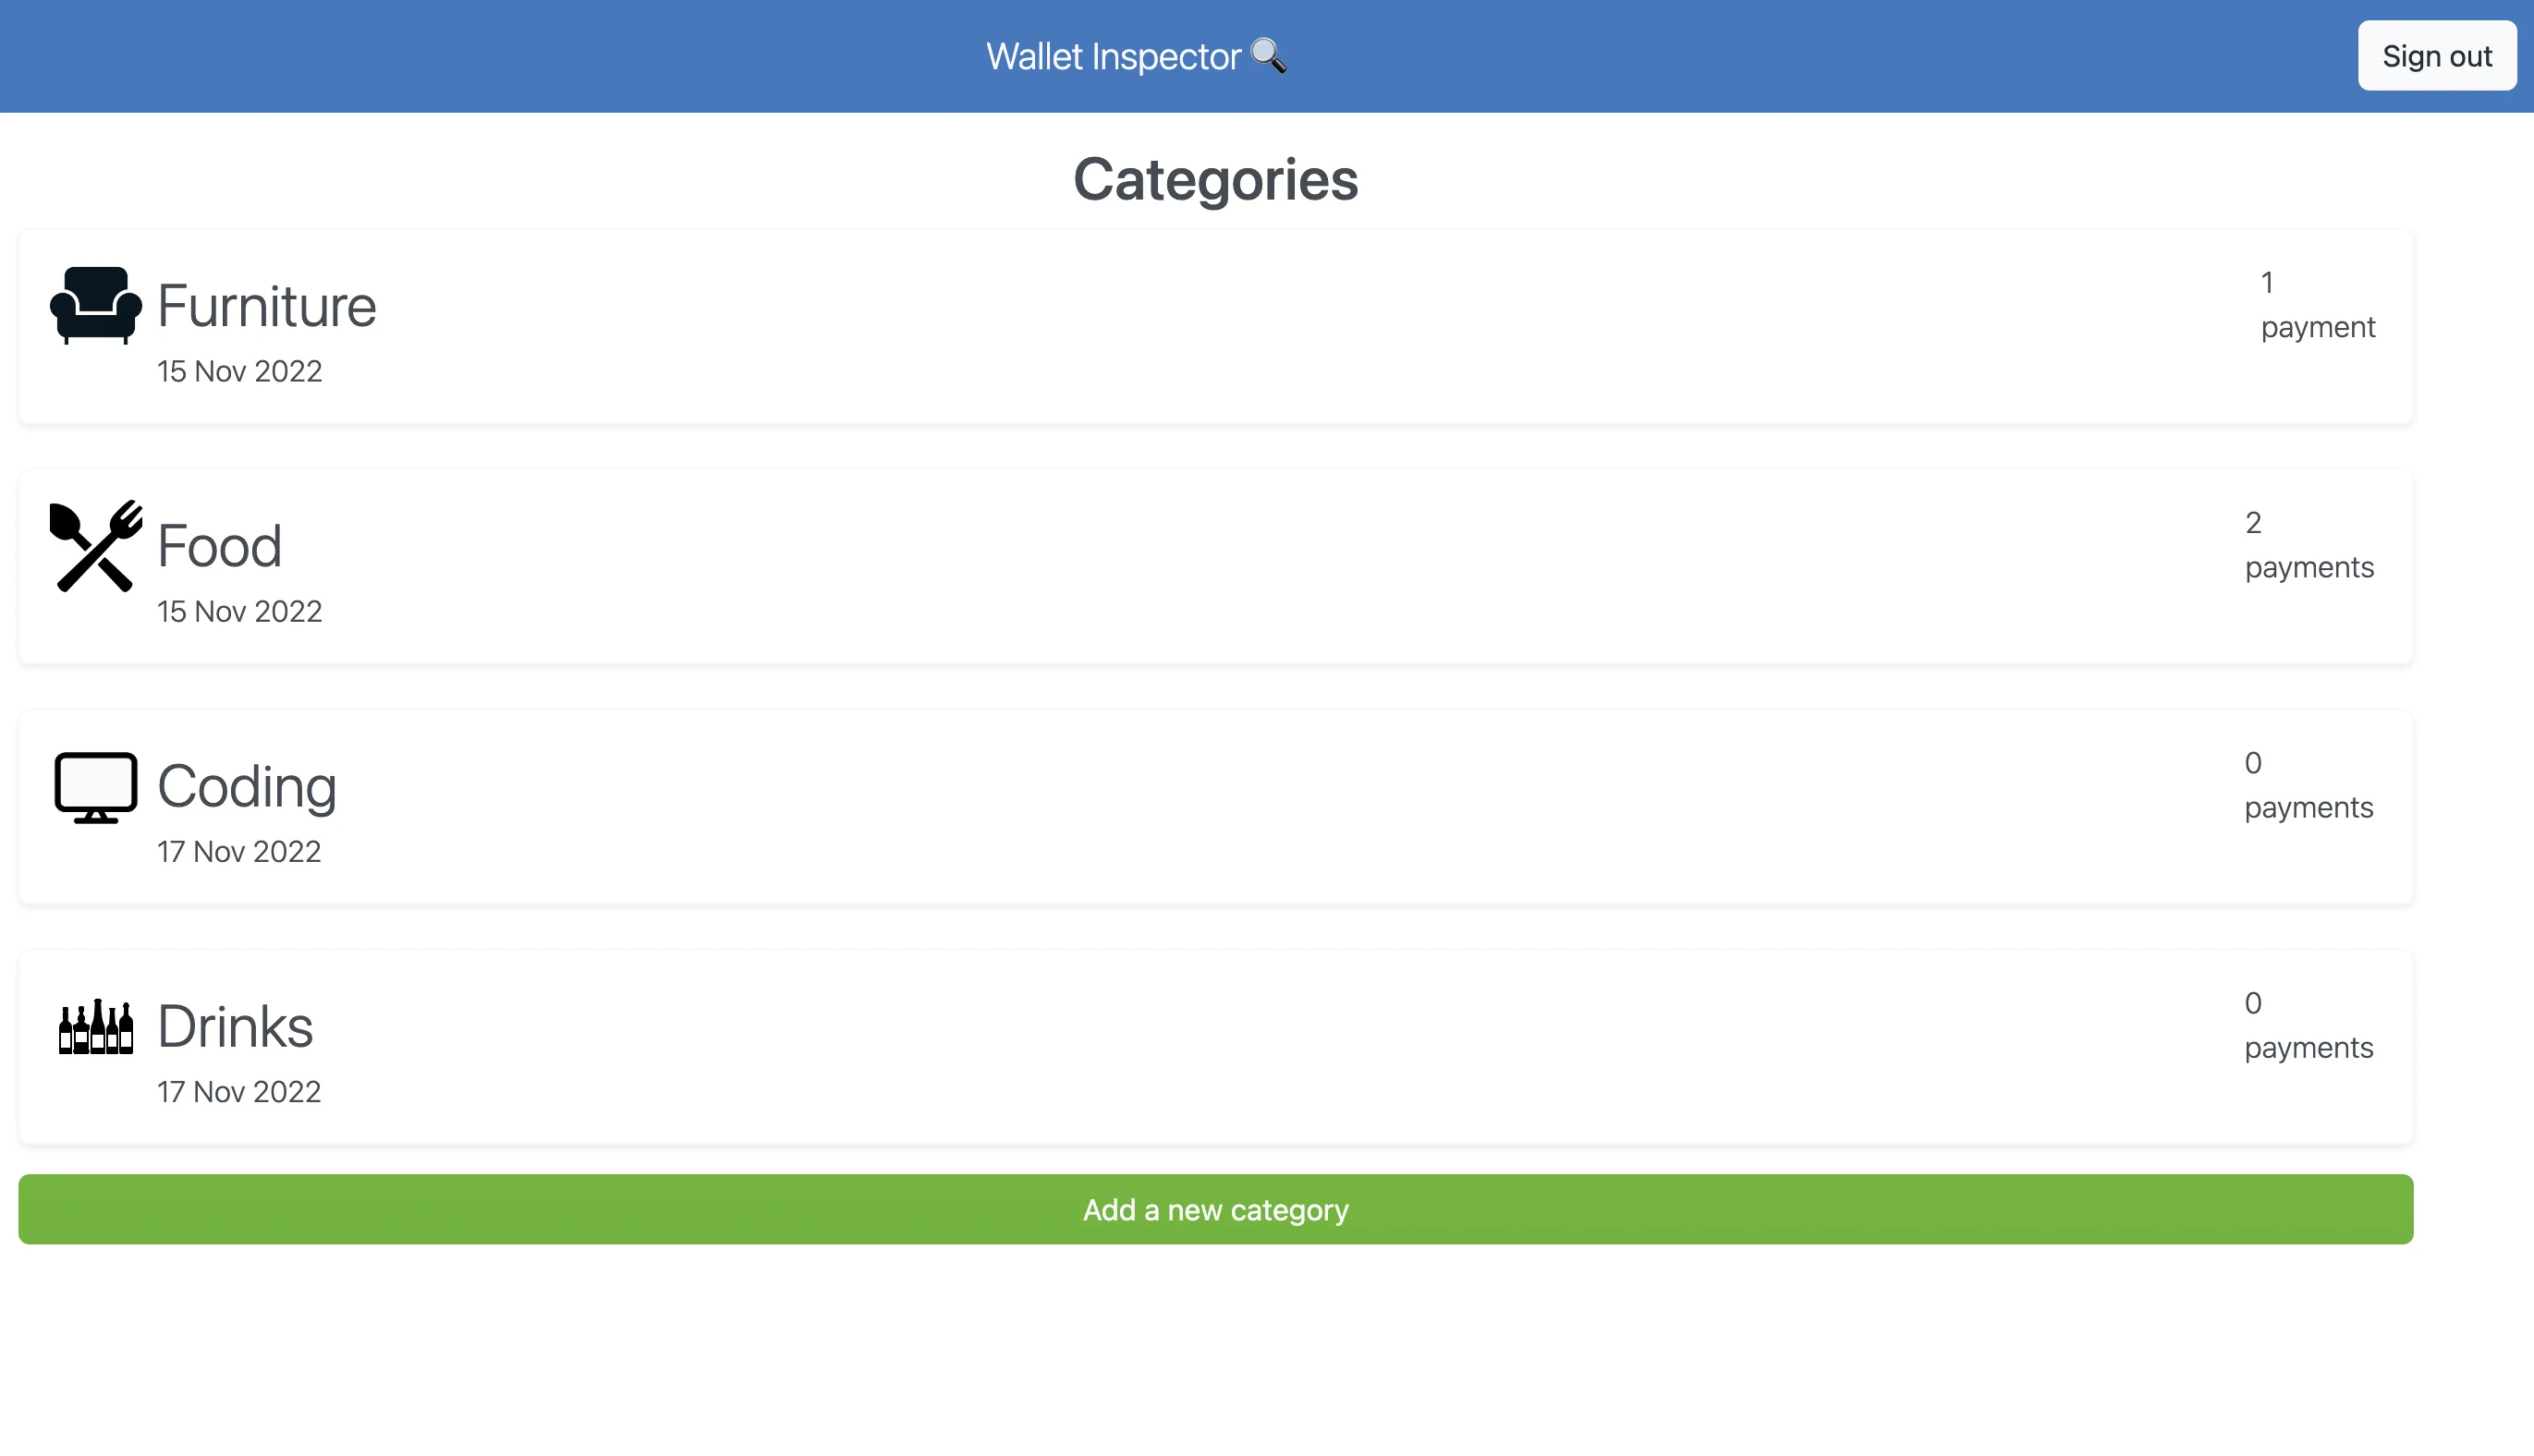 Wallet Inspector 🔍
Sign out
Categories
Furniture
15 Nov 2022
1
payment
Food
15 Nov 2022
2
payments
Coding
17 Nov 2022
0
payments
Drinks
17 Nov 2022
0
payments
Add a new category